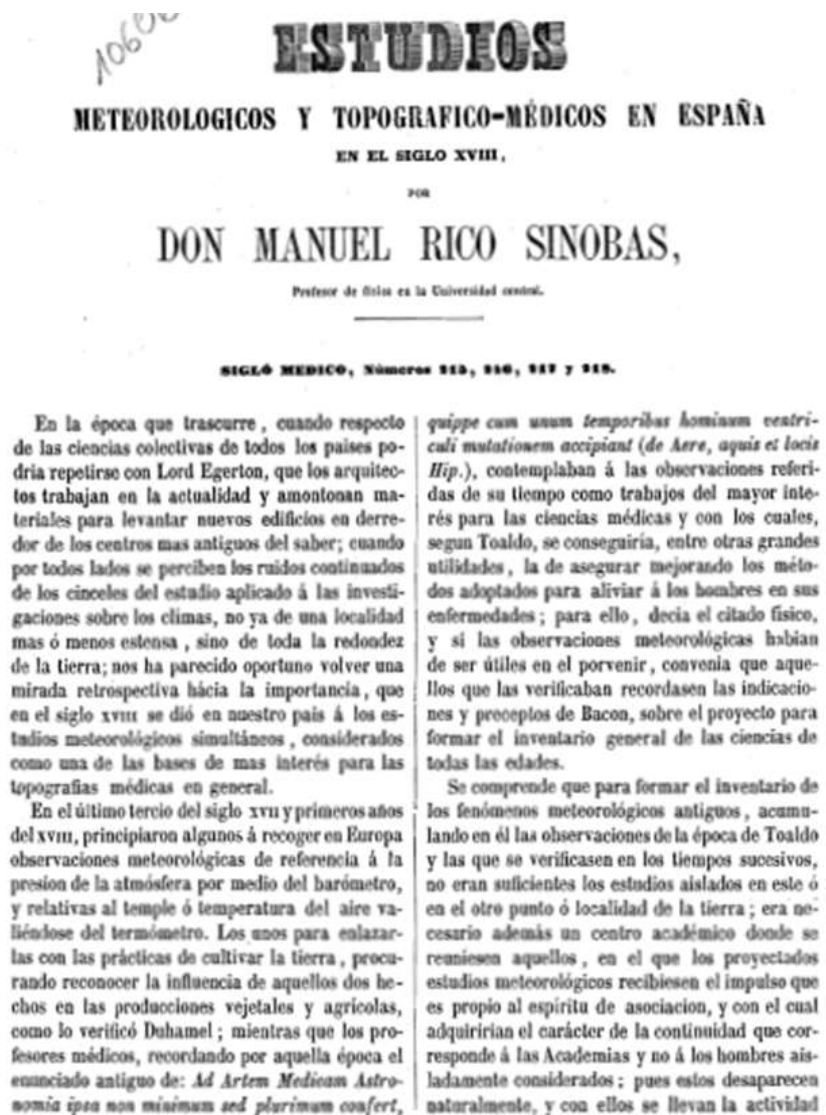 ESTUDIOS
METEOROLOGICOS Y TOPOGRAFICO-MÉDICOS EN ESPAÑA
EN EL SIGLO XVIII,
POR
DON MANUEL RICO SINOBAS,
Profesor de física en la Universidad central.
SIGLÓ MEDICO, Números 215, 216, 217 y 218.
En la época que trascurre, cuando respecto
de las ciencias colectivas de todos los paises po-
dria repetirse con Lord Egerton, que los arquitec-
tos trabajan en la actualidad y amontonan ma-
teriales para levantar nuevos edificios en derre-
dor de los centros mas antiguos del saber; cuando
por todos lados se perciben los ruidos continuados
de los cinceles del estudio aplicado á las investi-
gaciones sobre los climas, no ya de una localidad
mas ó menos estensa, sino de toda la redondez
de la tierra; nos ha parecido oportuno volver una
mirada retrospectiva hácia la importancia, que
en el siglo XVIII se dió en nuestro pais á los es-
tudios meteorológicos simultáneos, considerados
como una de las bases de mas interés para las
topografias médicas en general.
En el último tercio del siglo XVII y primeros años
del XVIII, principiaron algunos á recoger en Europa
observaciones meteorológicas de referencia á la
presion de la atmósfera por medio del barómetro,
y relativas al temple ó temperatura del aire va-
liéndose del termómetro. Los unos para enlazar-
las con las prácticas de cultivar la tierra, procu-
rando reconocer la influencia de aquellos dos he-
chos en las producciones vejetales y agrícolas,
como lo verificó Duhamel; mientras que los pro-
fesores médicos, recordando por aquella época el
enunciado antiguo de: Ad Artem Medicam Astro-
nomia ipsa non minimum sed plurimum confert,
quippe cum unum temporibus hominum ventri-
culi mutationem accipiant (de Aere, aquis et locis
Hip.), contemplaban á las observaciones referi-
das de su tiempo como trabajos del mayor inte-
rés para las ciencias médicas y con los cuales,
segun Toaldo, se conseguiría, entre otras grandes
utilidades, la de asegurar mejorando los méto-
dos adoptados para aliviar á los hombres en sus
enfermedades; para ello, decia el citado físico,
y si las observaciones meteorológicas habian
de ser útiles en el porvenir, convenia que aque-
llos que las verificaban recordasen las indicacio-
nes y preceptos de Bacon, sobre el proyecto para
formar el inventario general de las ciencias de
todas las edades.
Se comprende que para formar el inventario de
los fenómenos meteorológicos antiguos, acumu-
lando en él las observaciones de la época de Toaldo
y las que se verificasen en los tiempos sucesivos,
no eran suficientes los estudios aislados en este ó
en el otro punto ó localidad de la tierra; era ne-
cesario además un centro académico donde se
reuniesen aquellos, en el que los proyectados
estudios meteorológicos recibiesen el impulso que
es propio al espíritu de asociacion, y con el cual
adquiririan el carácter de la continuidad que cor-
responde á las Academias y no á los hombres ais-
ladamente considerados; pues estos desaparecen
naturalmente, y con ellos se llevan la actividad